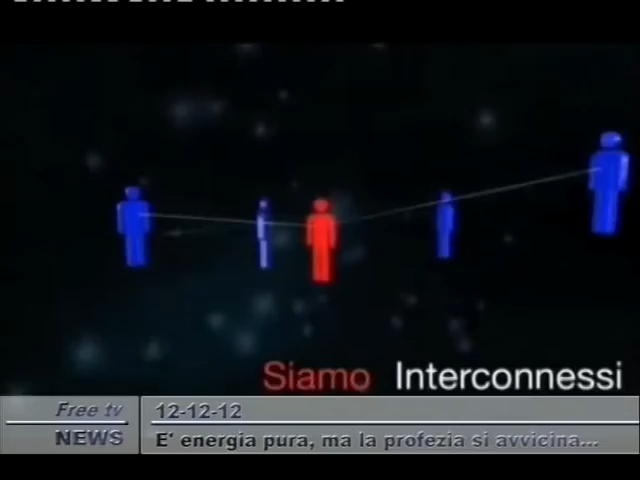 Siamo Interconnessi
Free tv
NEWS
12-12-12
E' energia pura, ma la profezia si avvicina...